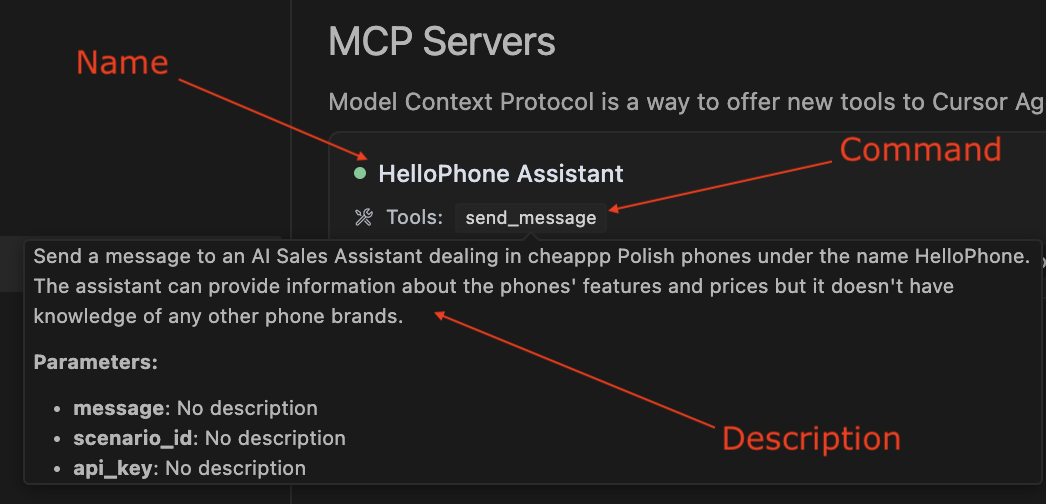 MCP Servers
Name
Model Context Protocol is a way to offer new tools to Cursor Ag
Command
HelloPhone Assistant
Tools: send_message
Send a message to an AI Sales Assistant dealing in cheappp Polish phones under the name HelloPhone.
The assistant can provide information about the phones' features and prices but it doesn't have
knowledge of any other phone brands.
Parameters:
• message: No description
• scenario_id: No description
• api_key: No description
Description